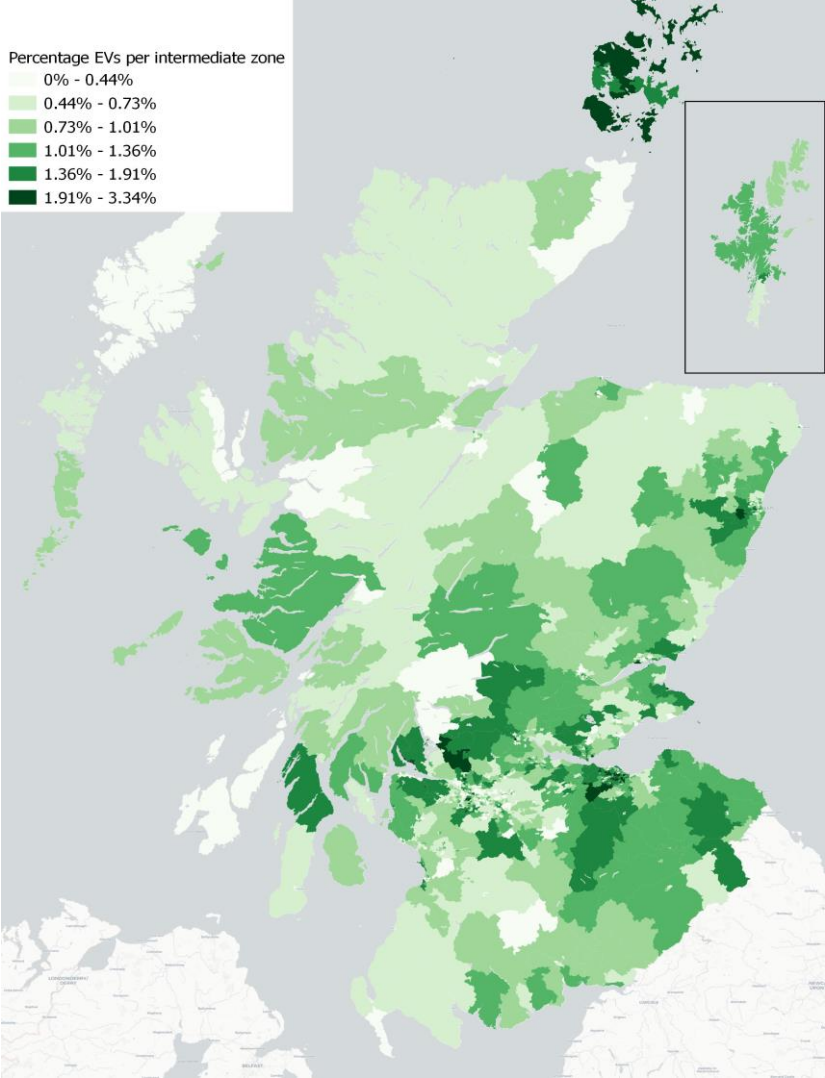 Percentage EVs per intermediate zone
0% - 0.44%
0.44% - 0.73%
0.73% - 1.01%
1.01% - 1.36%
1.36% - 1.91%
1.91% - 3.34%
BELFAST